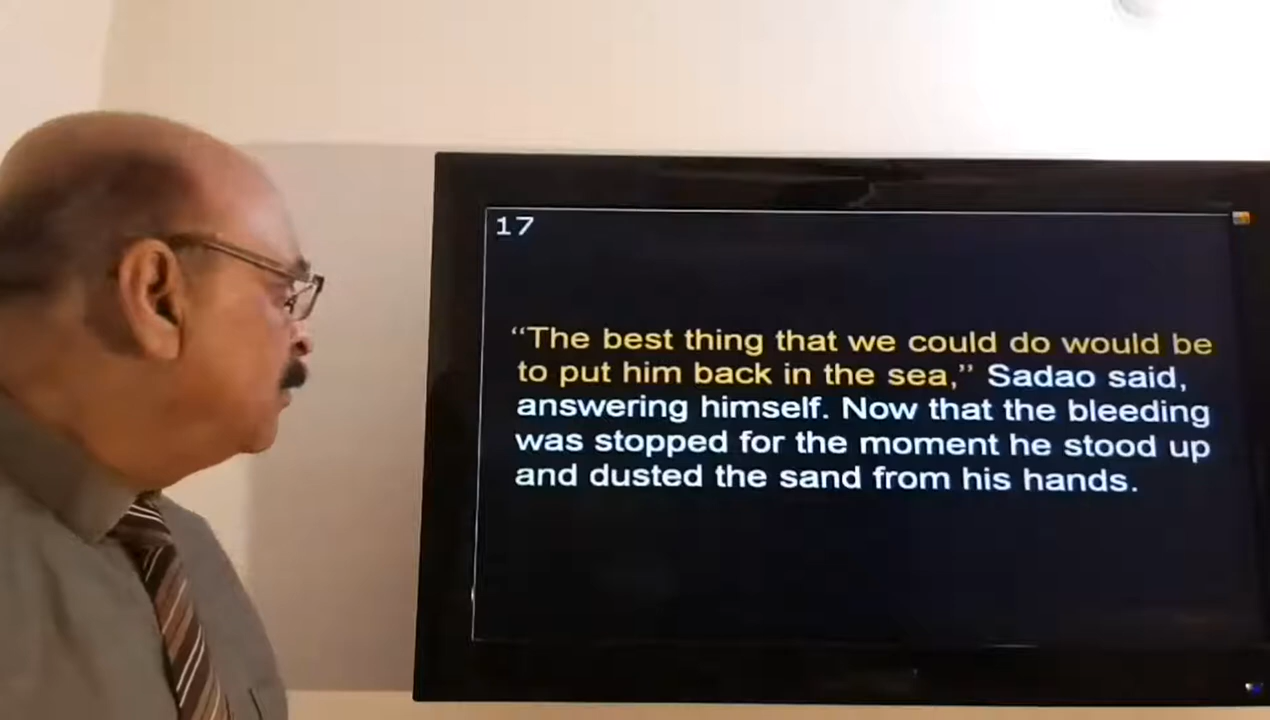 17
“The best thing that we could do would be
to put him back in the sea,” Sadao said,
answering himself. Now that the bleeding
was stopped for the moment he stood up
and dusted the sand from his hands.